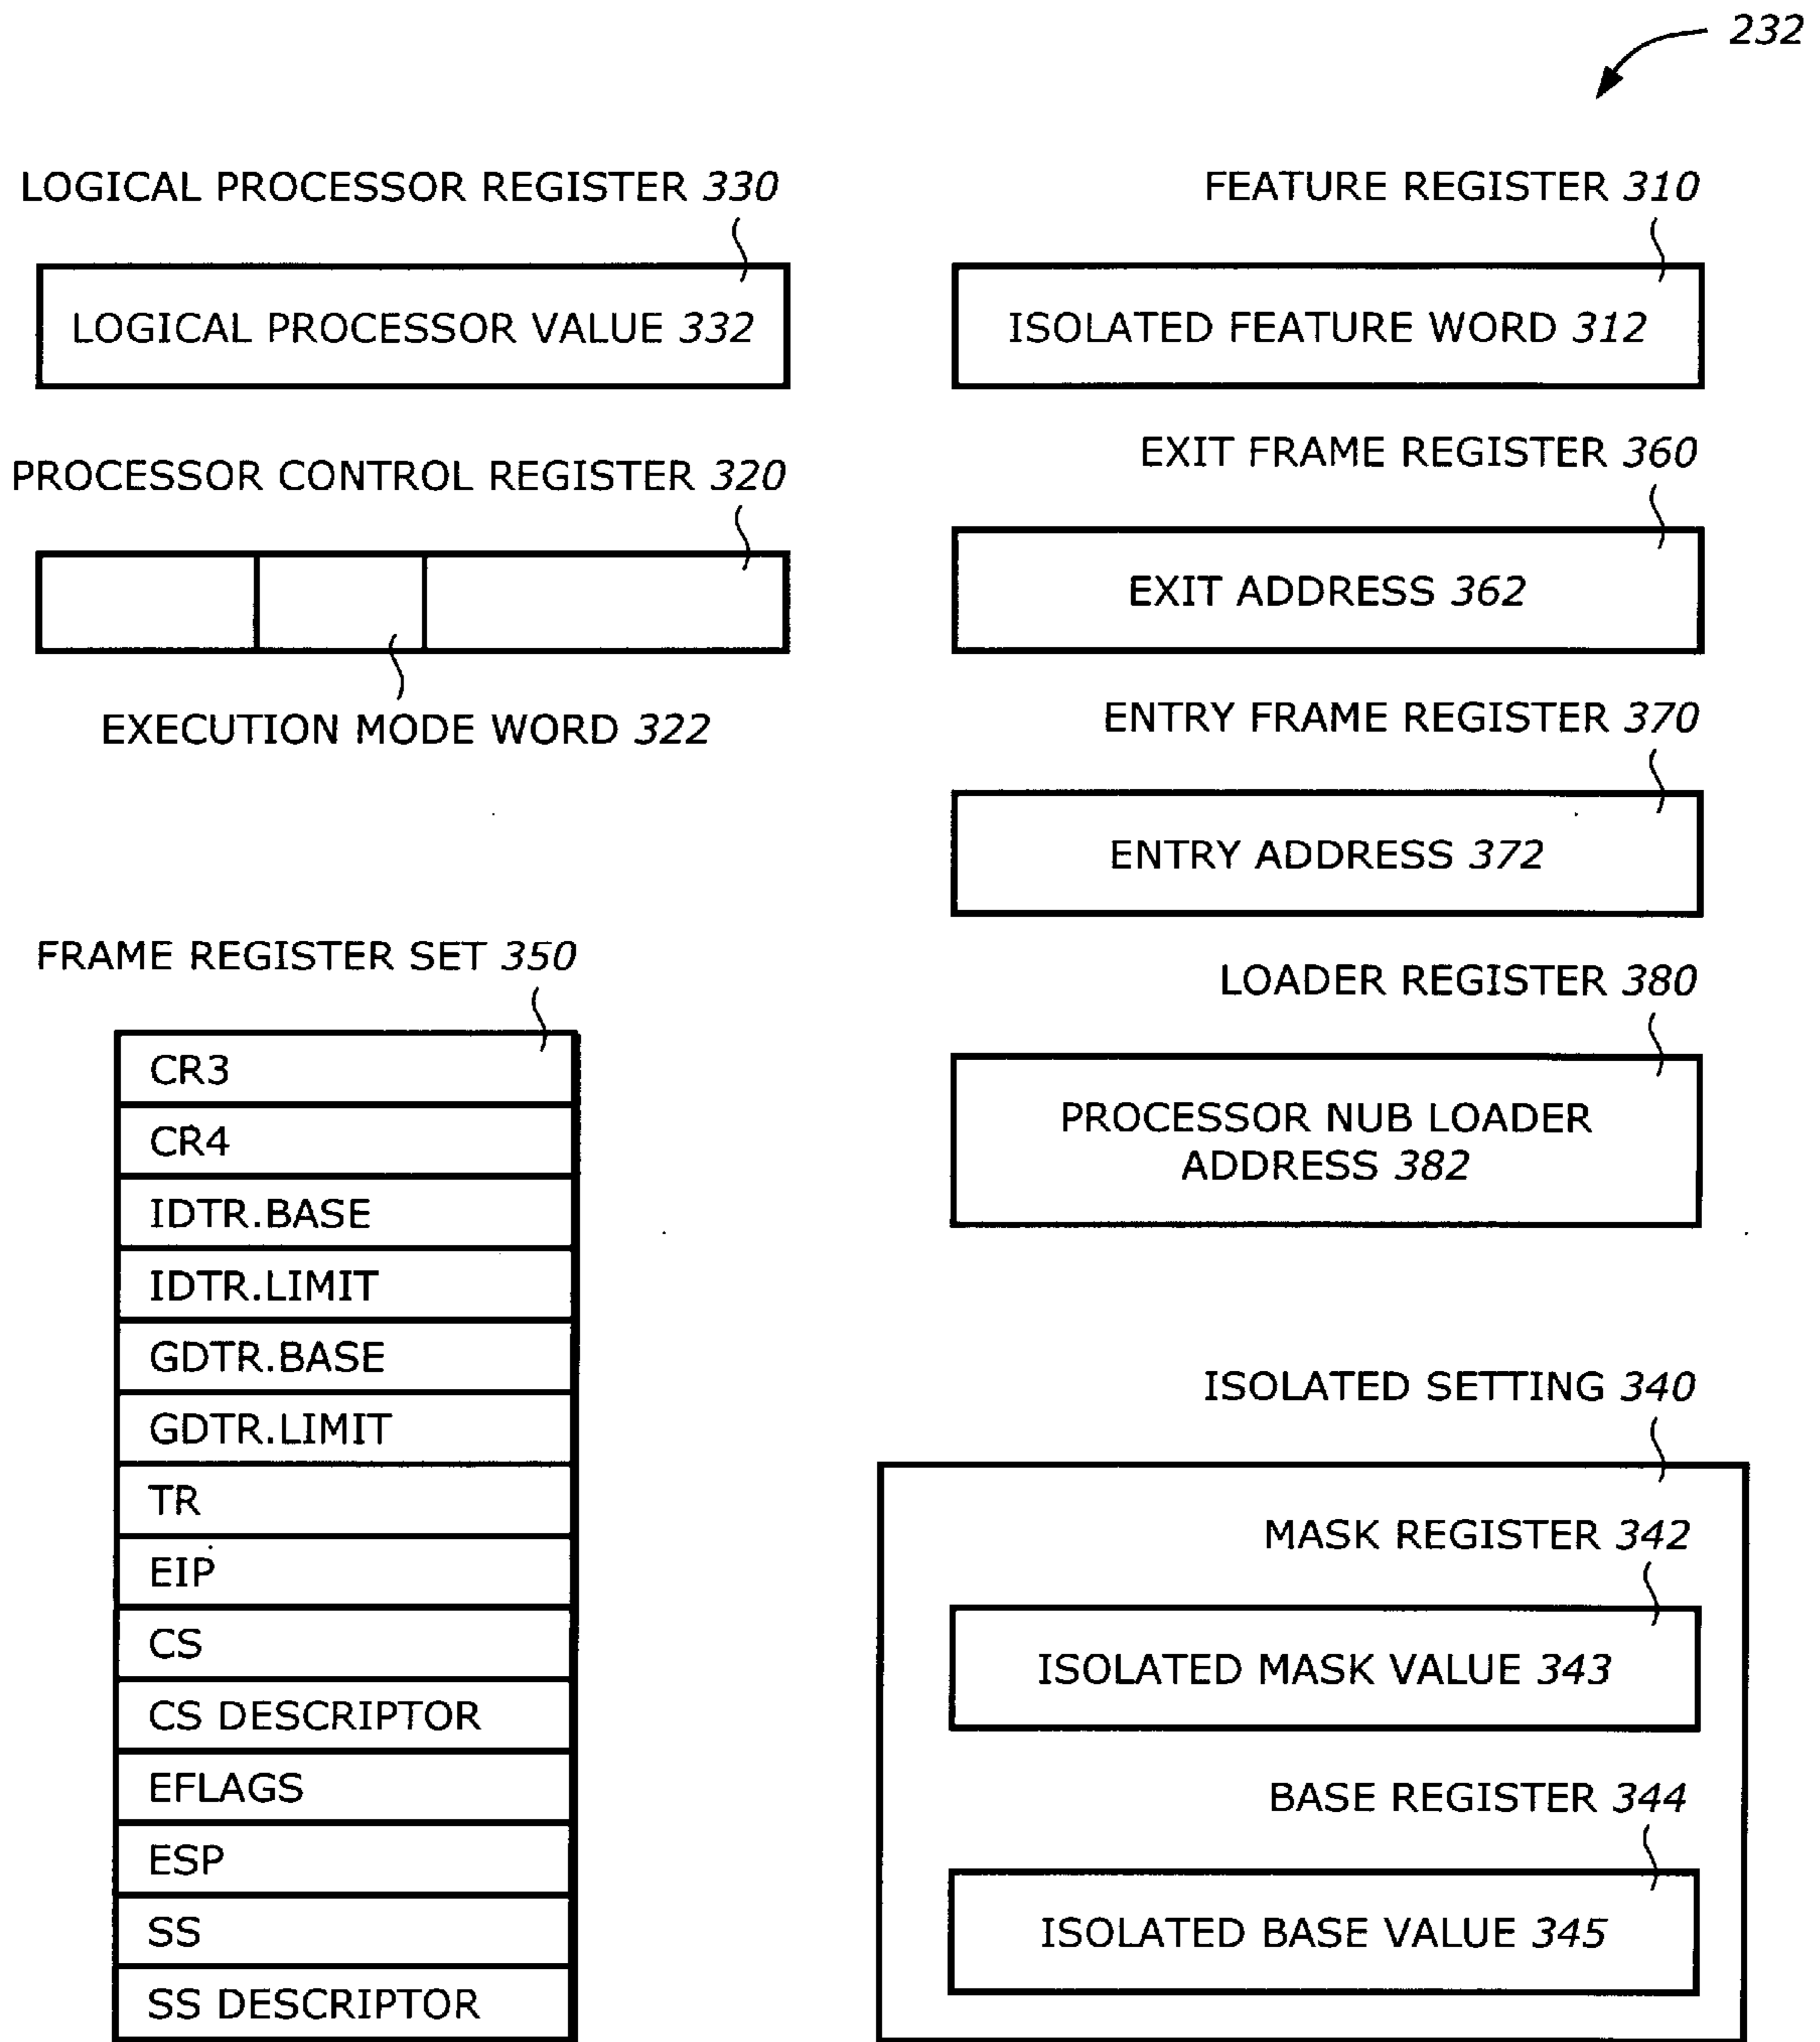 232
LOGICAL PROCESSOR REGISTER 330
LOGICAL PROCESSOR VALUE 332
PROCESSOR CONTROL REGISTER 320
EXECUTION MODE WORD 322
FRAME REGISTER SET 350
CR3
CR4
IDTR.BASE
IDTR.LIMIT
GDTR.BASE
GDTR.LIMIT
TR
EIP
CS
CS DESCRIPTOR
EFLAGS
ESP
SS
SS DESCRIPTOR
FEATURE REGISTER 310
ISOLATED FEATURE WORD 312
EXIT FRAME REGISTER 360
EXIT ADDRESS 362
ENTRY FRAME REGISTER 370
ENTRY ADDRESS 372
LOADER REGISTER 380
PROCESSOR NUB LOADER
ADDRESS 382
ISOLATED SETTING 340
MASK REGISTER 342
ISOLATED MASK VALUE 343
BASE REGISTER 344
ISOLATED BASE VALUE 345